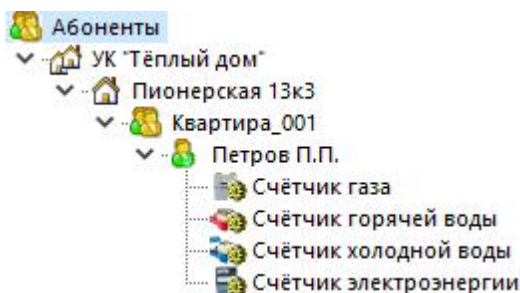 Абоненты
УК "Тёплый дом"
Пионерская 13к3
Квартира_001
Петров П.П.
Счётчик газа
Счётчик горячей воды
Счётчик холодной воды
Счётчик электроэнергии